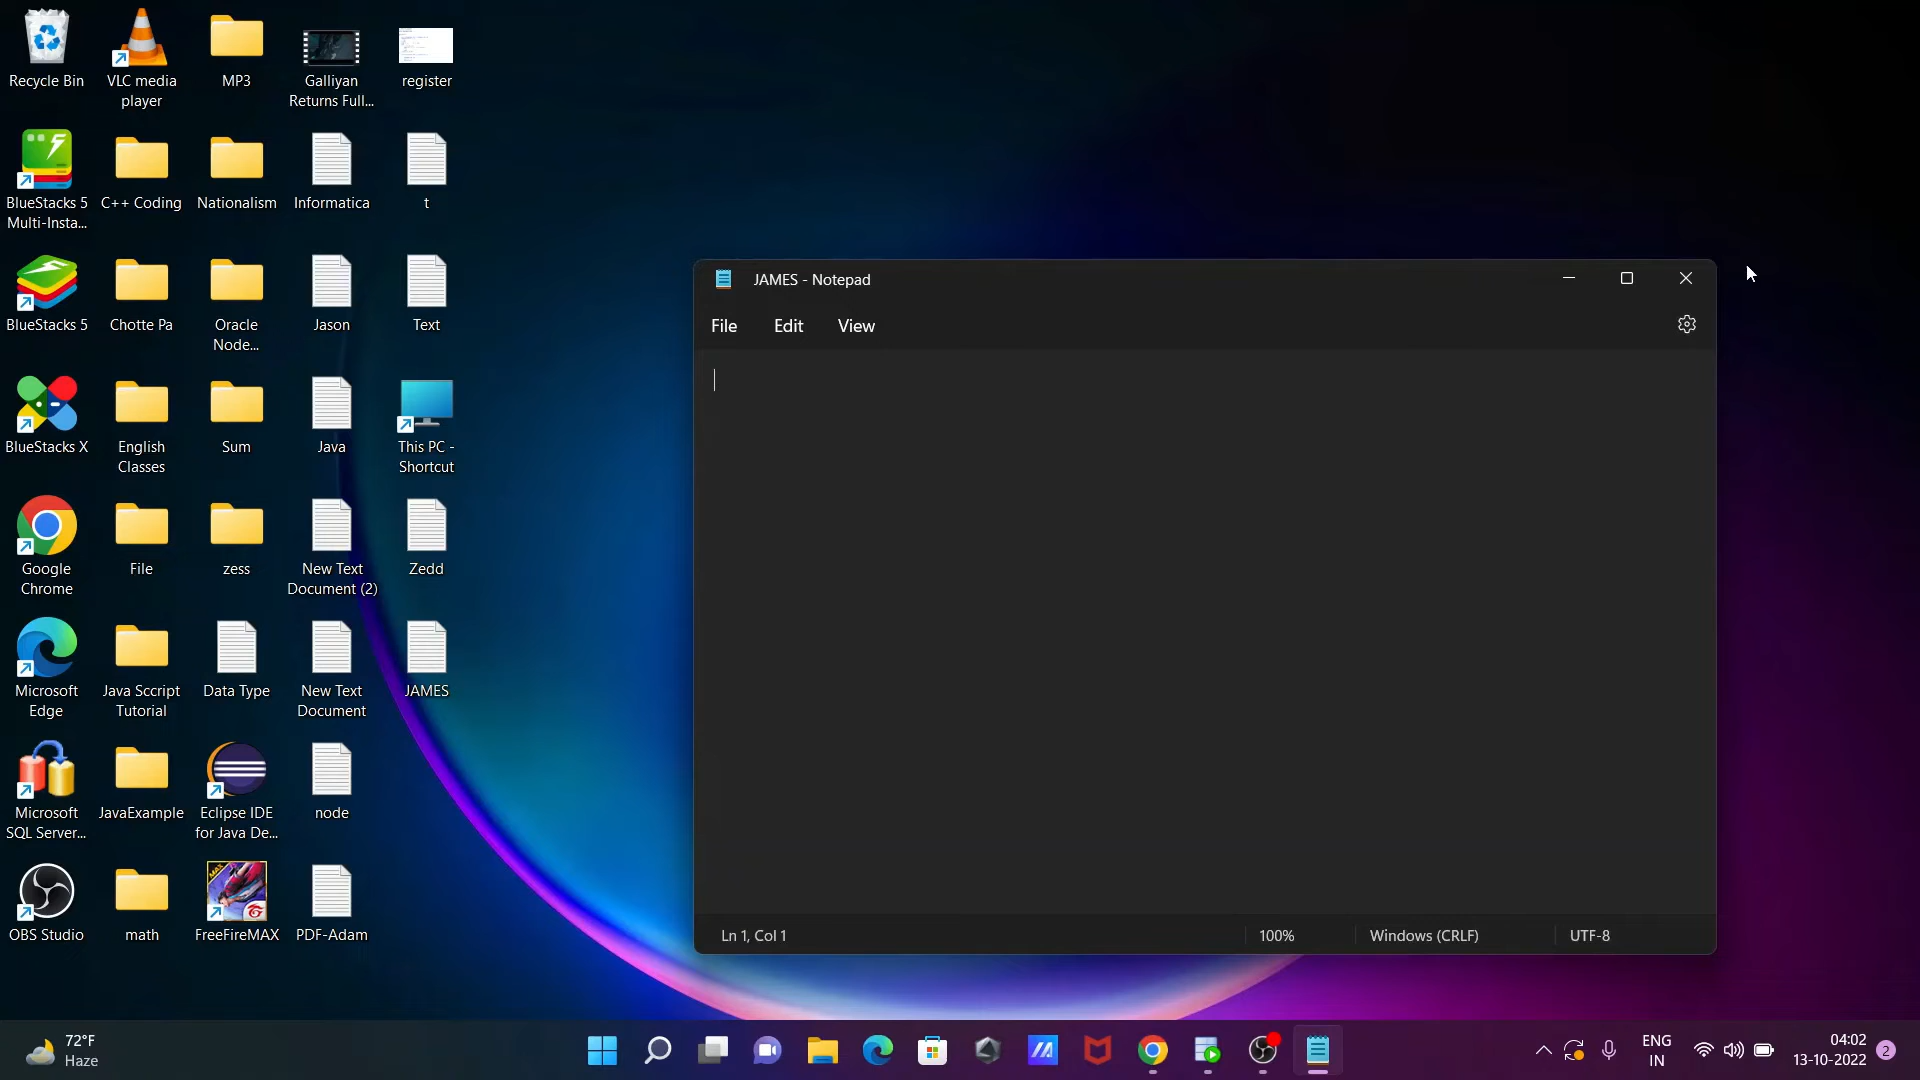 Recycle Bin
VLC media
player
MP3
Galliyan
Returns Full...
register
BlueStacks 5
Multi-Insta...
C++ Coding
Nationalism
Informatica
t
BlueStacks 5
Chotte Pa
Oracle
Node...
Jason
Text
BlueStacks X
English
Classes
Sum
Java
This PC -
Shortcut
Google
Chrome
File
zess
New Text
Document (2)
Zedd
Microsoft
Edge
Java Sccript
Tutorial
Data Type
New Text
Document
JAMES
Microsoft
SQL Server...
JavaExample
Eclipse IDE
for Java De...
node
OBS Studio
math
FreeFireMAX
PDF-Adam
JAMES - Notepad
File Edit View
Ln 1, Col 1 100% Windows (CRLF) UTF-8
72°F
Haze
ENG
IN
04:02
13-10-2022
2